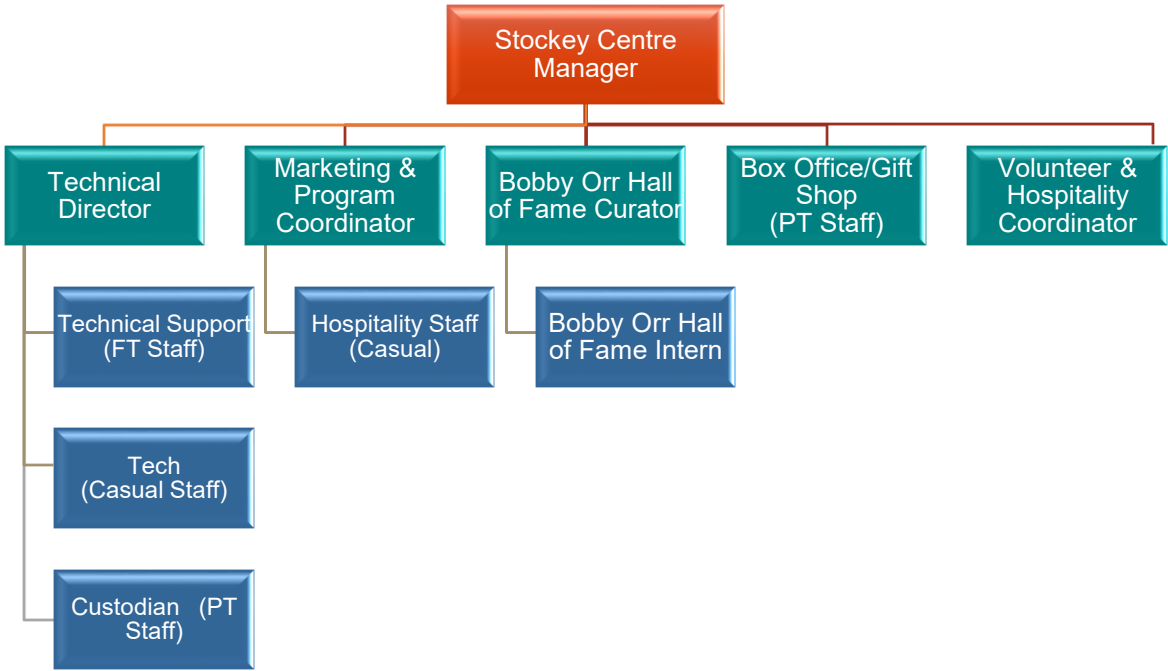 Stockey Centre
Manager
Technical
Director
Marketing &
Program
Coordinator
Bobby Orr Hall
of Fame Curator
Box Office/Gift
Shop
(PT Staff)
Volunteer &
Hospitality
Coordinator
Technical Support
(FT Staff)
Hospitality Staff
(Casual)
Bobby Orr Hall
of Fame Intern
Tech
(Casual Staff)
Custodian (PT
Staff)